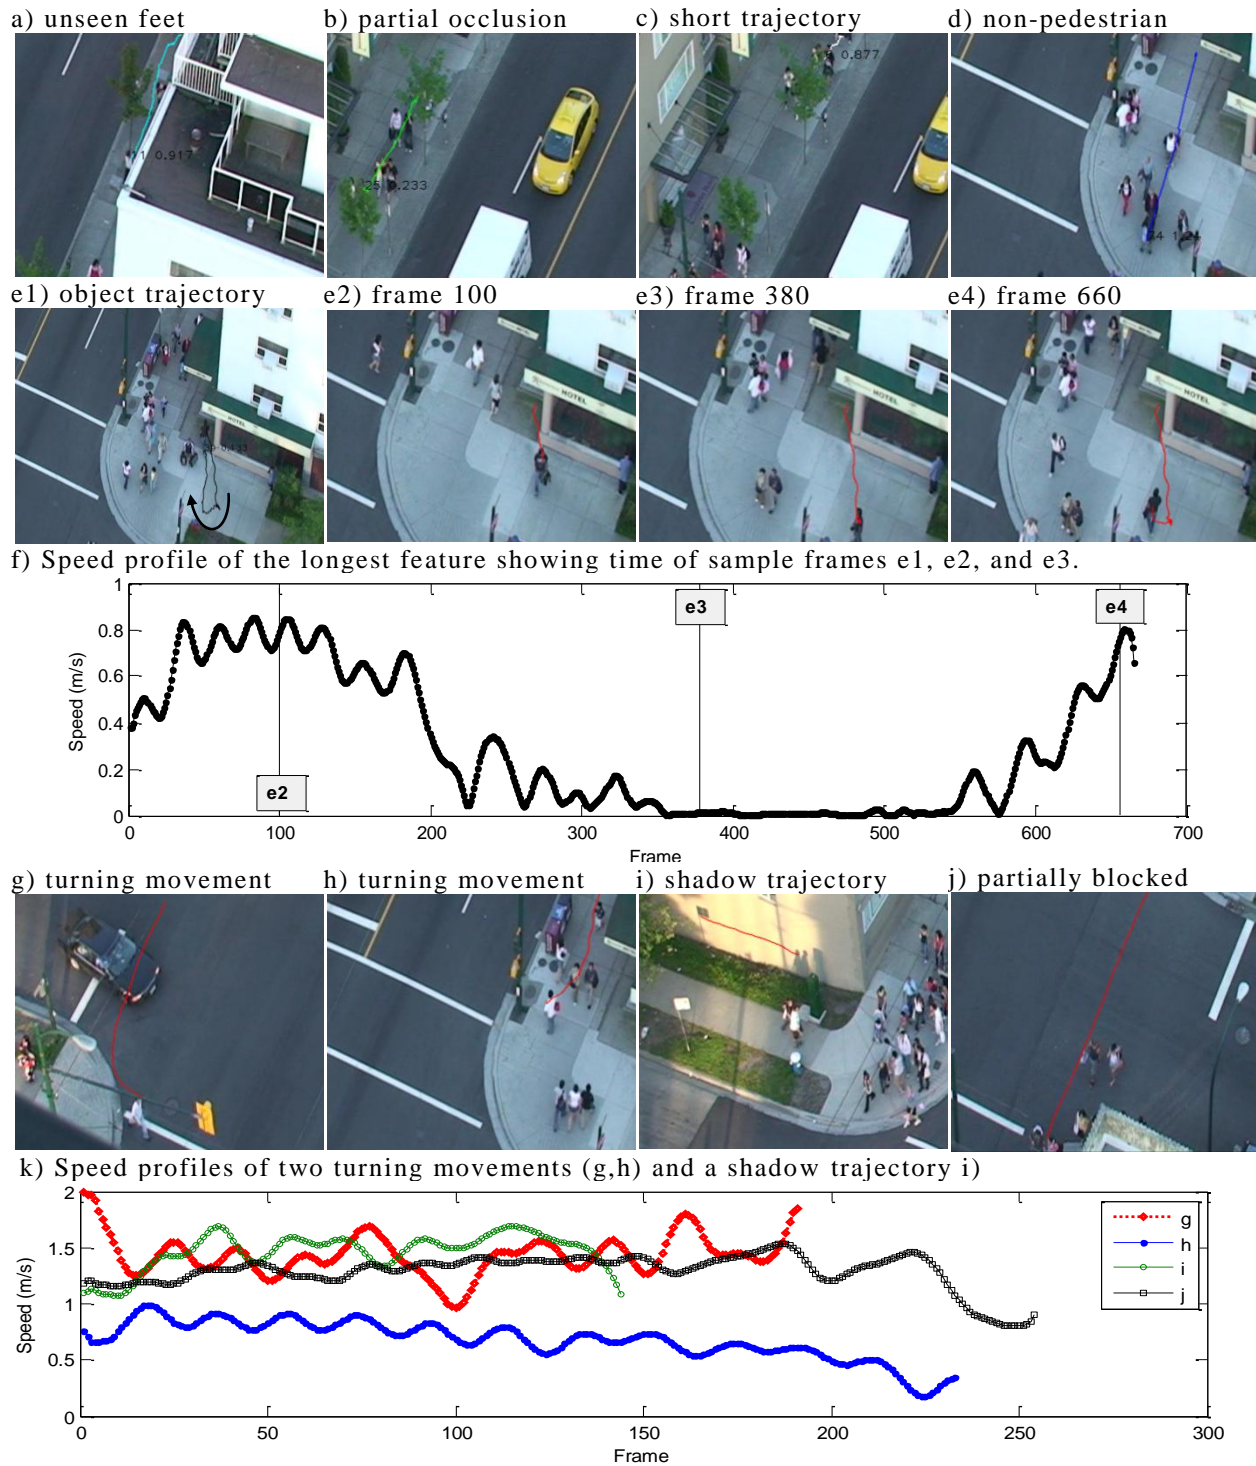 a) unseen feet
b) partial occlusion
c) short trajectory
d) non-pedestrian
11 0.917
25 0.233
0.877
e1) object trajectory
e2) frame 100
e3) frame 380
e4) frame 660
HOTEL
HOTEL
HOTEL
f) Speed profile of the longest feature showing time of sample frames e1, e2, and e3.
1
0.8
0.6
0.4
0.2
0
Speed (m/s)
e2
e3
e4
0 100 200 300 400 500 600 700
Frame
g) turning movement
h) turning movement
i) shadow trajectory
j) partially blocked
k) Speed profiles of two turning movements (g,h) and a shadow trajectory i)
2
1.5
1
0.5
0
Speed (m/s)
g
h
i
j
0 50 100 150 200 250 300
Frame